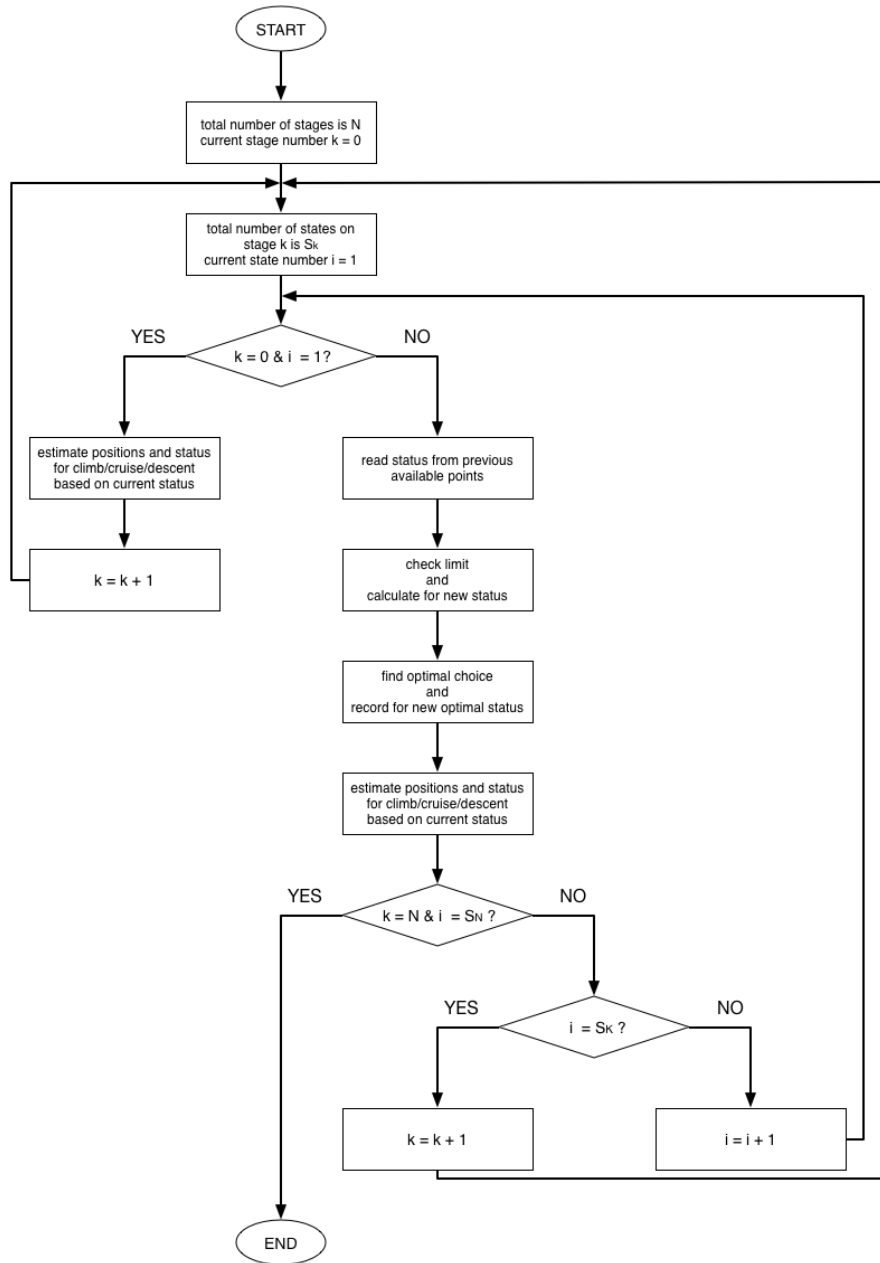 START
total number of stages is N
current stage number k = 0
total number of states on
stage k is Sk
current state number i = 1
YES
NO
k = 0 & i = 1?
estimate positions and status
for climb/cruise/descent
based on current status
read status from previous
available points
k = k + 1
check limit
and
calculate for new status
find optimal choice
and
record for new optimal status
estimate positions and status
for climb/cruise/descent
based on current status
YES
NO
k = N & i = SN ?
YES
NO
i = SK ?
k = k + 1
i = i + 1
END